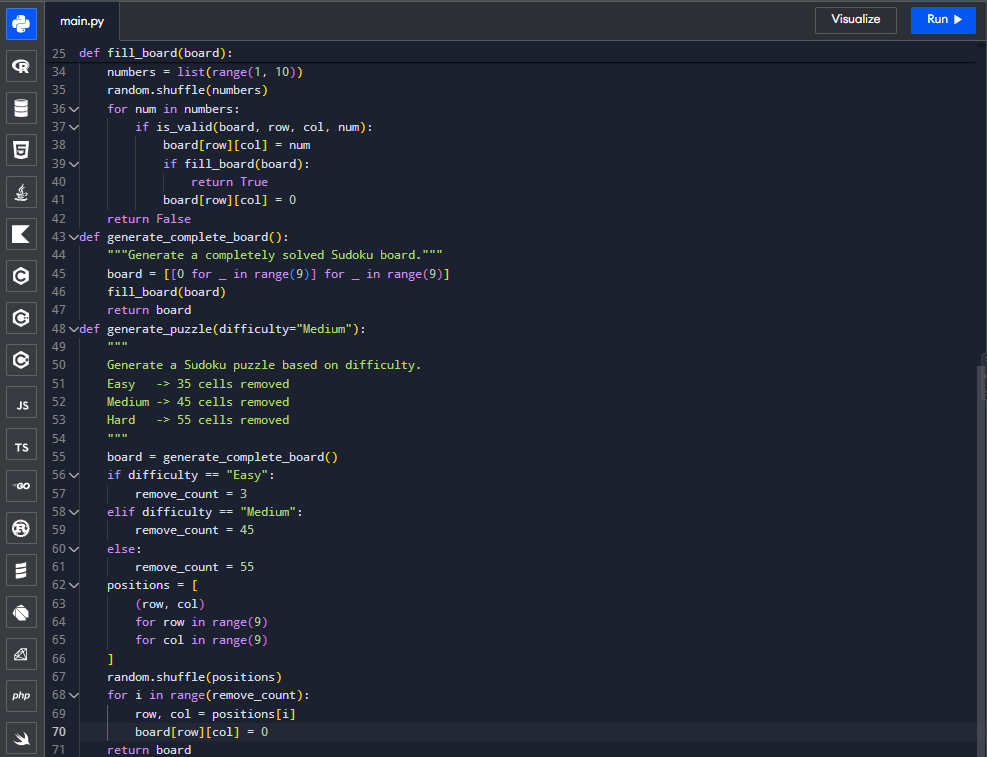 main.py
Visualize
Run
25 def fill_board(board):
34     numbers = list(range(1, 10))
35     random.shuffle(numbers)
36     for num in numbers:
37         if is_valid(board, row, col, num):
38             board[row][col] = num
39             if fill_board(board):
40                 return True
41             board[row][col] = 0
42     return False
43 def generate_complete_board():
44     """Generate a completely solved Sudoku board."""
45     board = [[0 for _ in range(9)] for _ in range(9)]
46     fill_board(board)
47     return board
48 def generate_puzzle(difficulty="Medium"):
49     """
50     Generate a Sudoku puzzle based on difficulty.
51     Easy   -> 35 cells removed
52     Medium -> 45 cells removed
53     Hard   -> 55 cells removed
54     """
55     board = generate_complete_board()
56     if difficulty == "Easy":
57         remove_count = 3
58     elif difficulty == "Medium":
59         remove_count = 45
60     else:
61         remove_count = 55
62     positions = [
63         (row, col)
64         for row in range(9)
65         for col in range(9)
66     ]
67     random.shuffle(positions)
68     for i in range(remove_count):
69         row, col = positions[i]
70         board[row][col] = 0
71     return board
R
5
C
C
C
JS
TS
GO
R
php